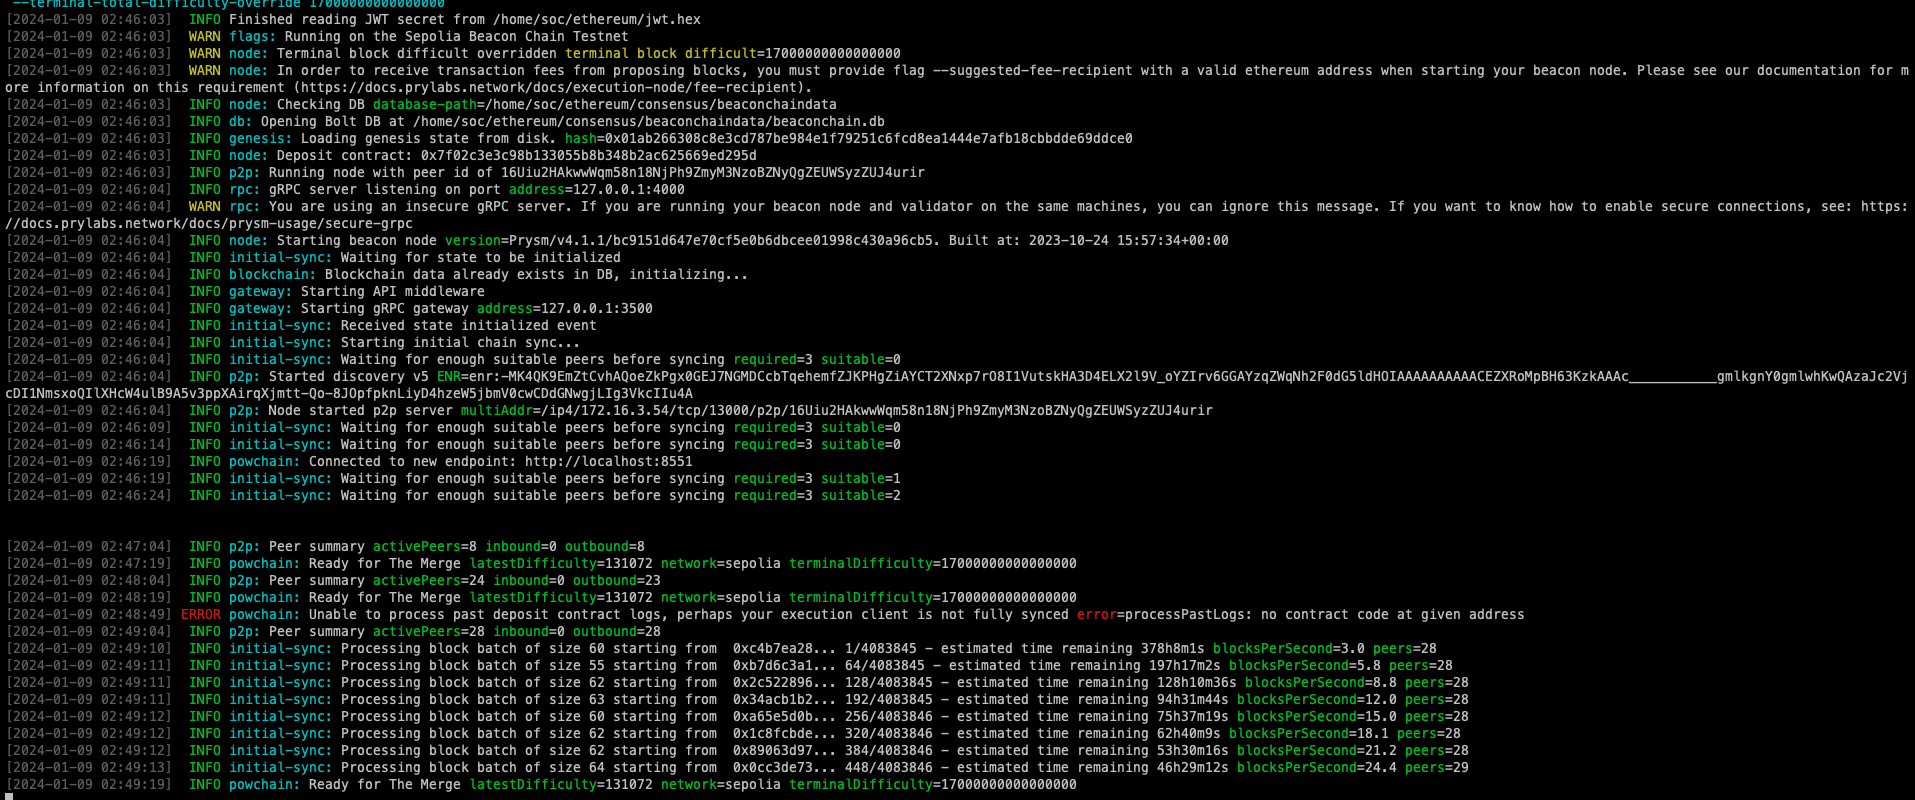 --terminal-total-difficulty-override 17000000000000000
[2024-01-09 02:46:03]  INFO Finished reading JWT secret from /home/soc/ethereum/jwt.hex
[2024-01-09 02:46:03]  WARN flags: Running on the Sepolia Beacon Chain Testnet
[2024-01-09 02:46:03]  WARN node: Terminal block difficult overridden terminal block difficult=17000000000000000
[2024-01-09 02:46:03]  WARN node: In order to receive transaction fees from proposing blocks, you must provide flag --suggested-fee-recipient with a valid ethereum address when starting your beacon node. Please see our documentation for m
ore information on this requirement (https://docs.prylabs.network/docs/execution-node/fee-recipient).
[2024-01-09 02:46:03]  INFO node: Checking DB database-path=/home/soc/ethereum/consensus/beaconchaindata
[2024-01-09 02:46:03]  INFO db: Opening Bolt DB at /home/soc/ethereum/consensus/beaconchaindata/beaconchain.db
[2024-01-09 02:46:03]  INFO genesis: Loading genesis state from disk. hash=0x01ab266308c8e3cd787be984e1f79251c6fcd8ea1444e7afb18cbbdde69ddce0
[2024-01-09 02:46:03]  INFO node: Deposit contract: 0x7f02c3e3c98b133055b8b348b2ac625669ed295d
[2024-01-09 02:46:03]  INFO p2p: Running node with peer id of 16Uiu2HAkwwWqm58n18NjPh9ZmyM3NzoBZNyQgZEUWSyzZUJ4urir
[2024-01-09 02:46:04]  INFO rpc: gRPC server listening on port address=127.0.0.1:4000
[2024-01-09 02:46:04]  WARN rpc: You are using an insecure gRPC server. If you are running your beacon node and validator on the same machines, you can ignore this message. If you want to know how to enable secure connections, see: https:
//docs.prylabs.network/docs/prysm-usage/secure-grpc
[2024-01-09 02:46:04]  INFO node: Starting beacon node version=Prysm/v4.1.1/bc9151d647e70cf5e0b6dbcee01998c430a96cb5. Built at: 2023-10-24 15:57:34+00:00
[2024-01-09 02:46:04]  INFO initial-sync: Waiting for state to be initialized
[2024-01-09 02:46:04]  INFO blockchain: Blockchain data already exists in DB, initializing...
[2024-01-09 02:46:04]  INFO gateway: Starting API middleware
[2024-01-09 02:46:04]  INFO gateway: Starting gRPC gateway address=127.0.0.1:3500
[2024-01-09 02:46:04]  INFO initial-sync: Received state initialized event
[2024-01-09 02:46:04]  INFO initial-sync: Starting initial chain sync...
[2024-01-09 02:46:04]  INFO initial-sync: Waiting for enough suitable peers before syncing required=3 suitable=0
[2024-01-09 02:46:04]  INFO p2p: Started discovery v5 ENR=enr:-MK4QK9EmZtCvhAQoeZkPgx0GEJ7NGMDCcbTqehemfZJKPHgZiAYCT2XNxp7rO8I1VutskHA3D4ELX2l9V_oYZIrv6GGAYzqZWqNh2F0dG5ldHOIAAAAAAAAAACEZXRoMpBH63KzkAAAc___________gmlkgnY0gmlwhKwQAzaJc2Vj
cDI1NmsxoQIlXHcW4ulB9A5v3ppXAirqXjmtt-Qo-8JOpfpknLiyD4hzeW5jbmV0cwCDdGNwgjLIg3VkcIIu4A
[2024-01-09 02:46:04]  INFO p2p: Node started p2p server multiAddr=/ip4/172.16.3.54/tcp/13000/p2p/16Uiu2HAkwwWqm58n18NjPh9ZmyM3NzoBZNyQgZEUWSyzZUJ4urir
[2024-01-09 02:46:09]  INFO initial-sync: Waiting for enough suitable peers before syncing required=3 suitable=0
[2024-01-09 02:46:14]  INFO initial-sync: Waiting for enough suitable peers before syncing required=3 suitable=0
[2024-01-09 02:46:19]  INFO powchain: Connected to new endpoint: http://localhost:8551
[2024-01-09 02:46:19]  INFO initial-sync: Waiting for enough suitable peers before syncing required=3 suitable=1
[2024-01-09 02:46:24]  INFO initial-sync: Waiting for enough suitable peers before syncing required=3 suitable=2
[2024-01-09 02:47:04]  INFO p2p: Peer summary activePeers=8 inbound=0 outbound=8
[2024-01-09 02:47:19]  INFO powchain: Ready for The Merge latestDifficulty=131072 network=sepolia terminalDifficulty=17000000000000000
[2024-01-09 02:48:04]  INFO p2p: Peer summary activePeers=24 inbound=0 outbound=23
[2024-01-09 02:48:19]  INFO powchain: Ready for The Merge latestDifficulty=131072 network=sepolia terminalDifficulty=17000000000000000
[2024-01-09 02:48:49] ERROR powchain: Unable to process past deposit contract logs, perhaps your execution client is not fully synced error=processPastLogs: no contract code at given address
[2024-01-09 02:49:04]  INFO p2p: Peer summary activePeers=28 inbound=0 outbound=28
[2024-01-09 02:49:10]  INFO initial-sync: Processing block batch of size 60 starting from  0xc4b7ea28... 1/4083845 - estimated time remaining 378h8m1s blocksPerSecond=3.0 peers=28
[2024-01-09 02:49:11]  INFO initial-sync: Processing block batch of size 55 starting from  0xb7d6c3a1... 64/4083845 - estimated time remaining 197h17m2s blocksPerSecond=5.8 peers=28
[2024-01-09 02:49:11]  INFO initial-sync: Processing block batch of size 62 starting from  0x2c522896... 128/4083845 - estimated time remaining 128h10m36s blocksPerSecond=8.8 peers=28
[2024-01-09 02:49:11]  INFO initial-sync: Processing block batch of size 63 starting from  0x34acb1b2... 192/4083845 - estimated time remaining 94h31m44s blocksPerSecond=12.0 peers=28
[2024-01-09 02:49:12]  INFO initial-sync: Processing block batch of size 60 starting from  0xa65e5d0b... 256/4083846 - estimated time remaining 75h37m19s blocksPerSecond=15.0 peers=28
[2024-01-09 02:49:12]  INFO initial-sync: Processing block batch of size 62 starting from  0x1c8fcbde... 320/4083846 - estimated time remaining 62h40m9s blocksPerSecond=18.1 peers=28
[2024-01-09 02:49:12]  INFO initial-sync: Processing block batch of size 62 starting from  0x89063d97... 384/4083846 - estimated time remaining 53h30m16s blocksPerSecond=21.2 peers=28
[2024-01-09 02:49:13]  INFO initial-sync: Processing block batch of size 64 starting from  0x0cc3de73... 448/4083846 - estimated time remaining 46h29m12s blocksPerSecond=24.4 peers=29
[2024-01-09 02:49:19]  INFO powchain: Ready for The Merge latestDifficulty=131072 network=sepolia terminalDifficulty=17000000000000000